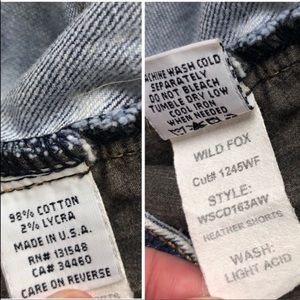 98% COTTON
2% LYCRA
MADE IN U.S.A.
RN# 131548
CA# 34460
CARE ON REVERSE
MACHINE WASH COLD
SEPARATELY
DO NOT BLEACH
TUMBLE DRY LOW
COOL IRON
WHEN NEEDED
WILD FOX
Cut# 1245WF
STYLE:
WSCD163AW
HEATHER SHORTS
WASH:
LIGHT ACID